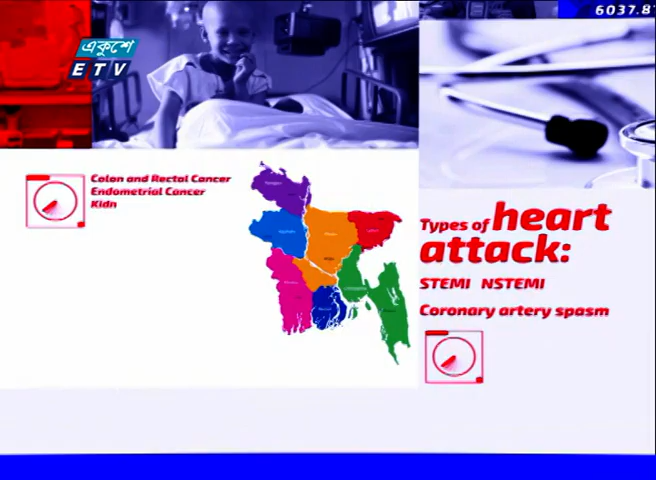 6037.8
একুশে
ETV
Colon and Rectal Cancer
Endometrial Cancer
Kidn
Types of heart
attack:
STEMI NSTEMI
Coronary artery spasm